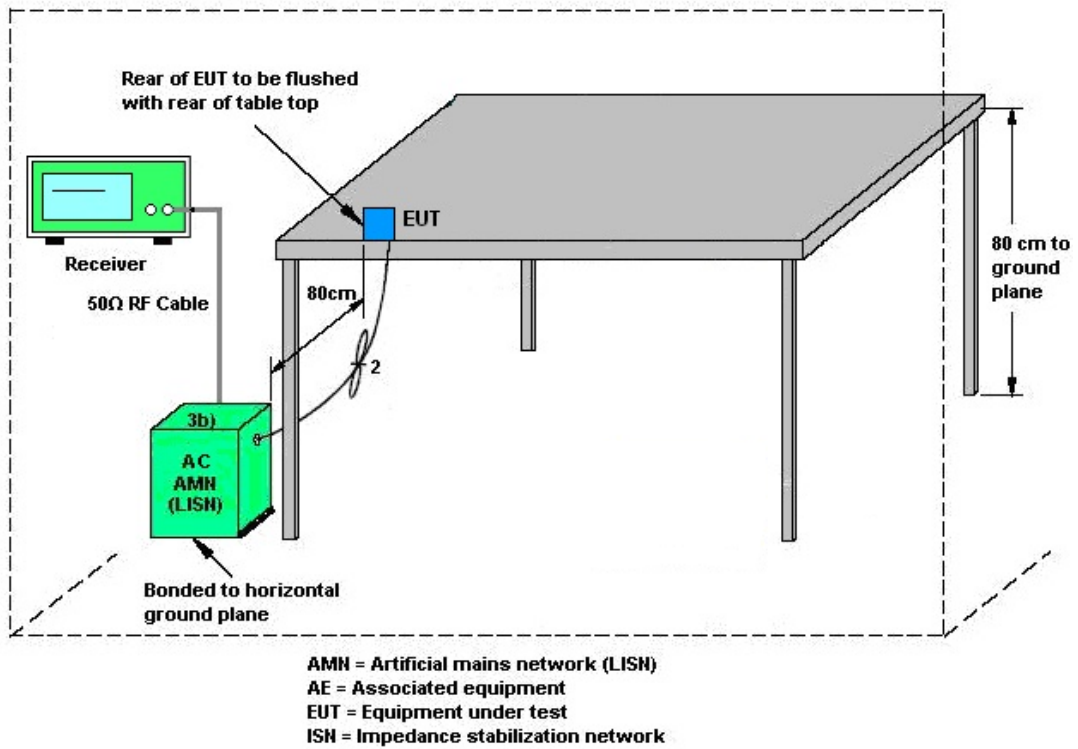 Rear of EUT to be flushed
with rear of table top
EUT
Receiver
50Ω RF Cable
80cm
80 cm to
ground
plane
2
3b)
AC
AMN
(LISN)
Bonded to horizontal
ground plane
AMN = Artificial mains network (LISN)
AE = Associated equipment
EUT = Equipment under test
ISN = Impedance stabilization network